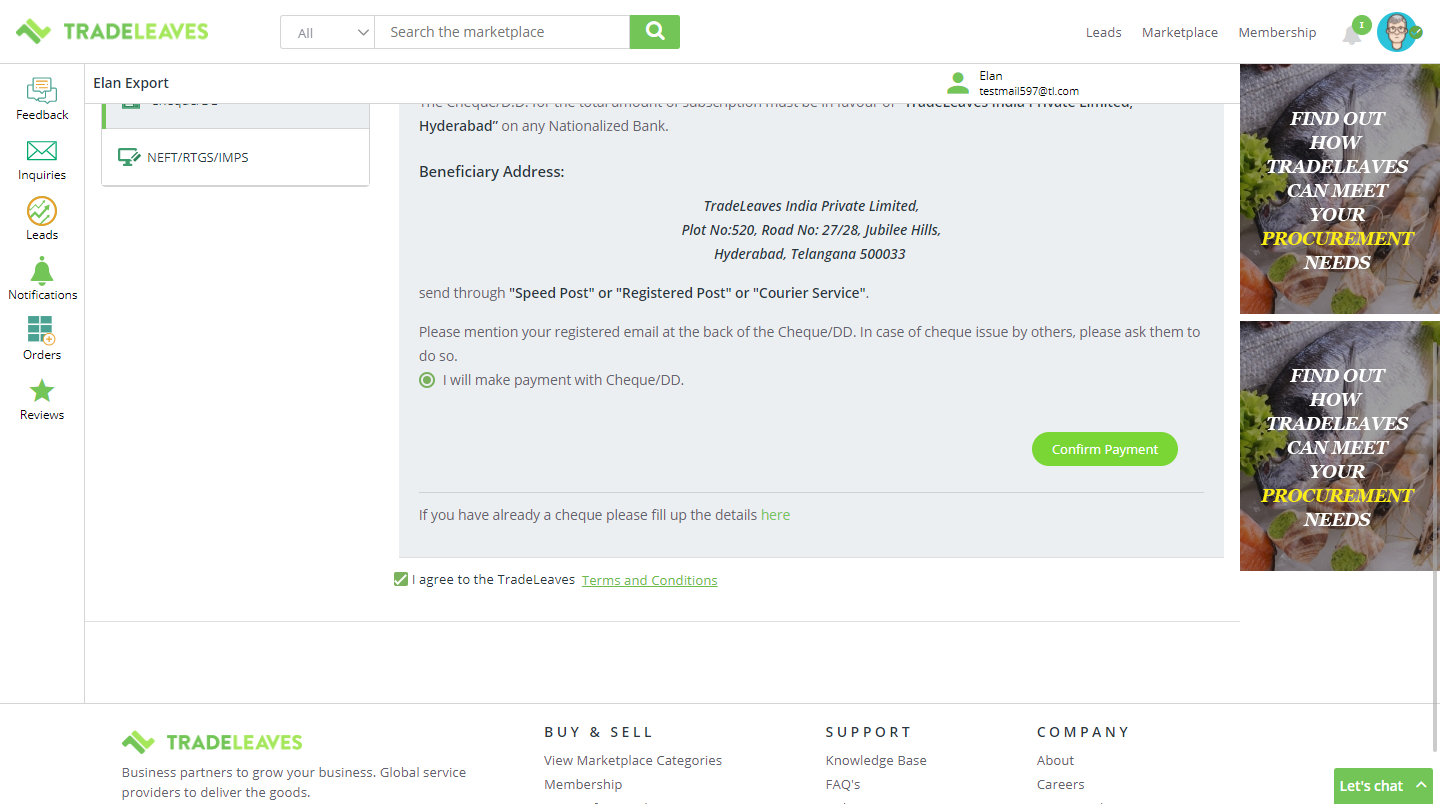 TRADELEAVES
All
Search the marketplace
Leads
Marketplace
Membership
1
Elan Export
Elan
testmail597@tl.com
Feedback
Inquiries
Leads
Notifications
Orders
Reviews
Cheque/DD
NEFT/RTGS/IMPS
The Cheque/D.D. for the total amount of subscription must be in favour of "TradeLeaves India Private Limited,
Hyderabad” on any Nationalized Bank.
Beneficiary Address:
TradeLeaves India Private Limited,
Plot No:520, Road No: 27/28, Jubilee Hills,
Hyderabad, Telangana 500033
send through "Speed Post" or "Registered Post" or "Courier Service".
Please mention your registered email at the back of the Cheque/DD. In case of cheque issue by others, please ask them to
do so.
I will make payment with Cheque/DD.
Confirm Payment
If you have already a cheque please fill up the details here
I agree to the TradeLeaves Terms and Conditions
FIND OUT
HOW
TRADELEAVES
CAN MEET
YOUR
PROCUREMENT
NEEDS
FIND OUT
HOW
TRADELEAVES
CAN MEET
YOUR
PROCUREMENT
NEEDS
TRADELEAVES
Business partners to grow your business. Global service
providers to deliver the goods.
BUY & SELL
View Marketplace Categories
Membership
SUPPORT
Knowledge Base
FAQ's
COMPANY
About
Careers
Let's chat